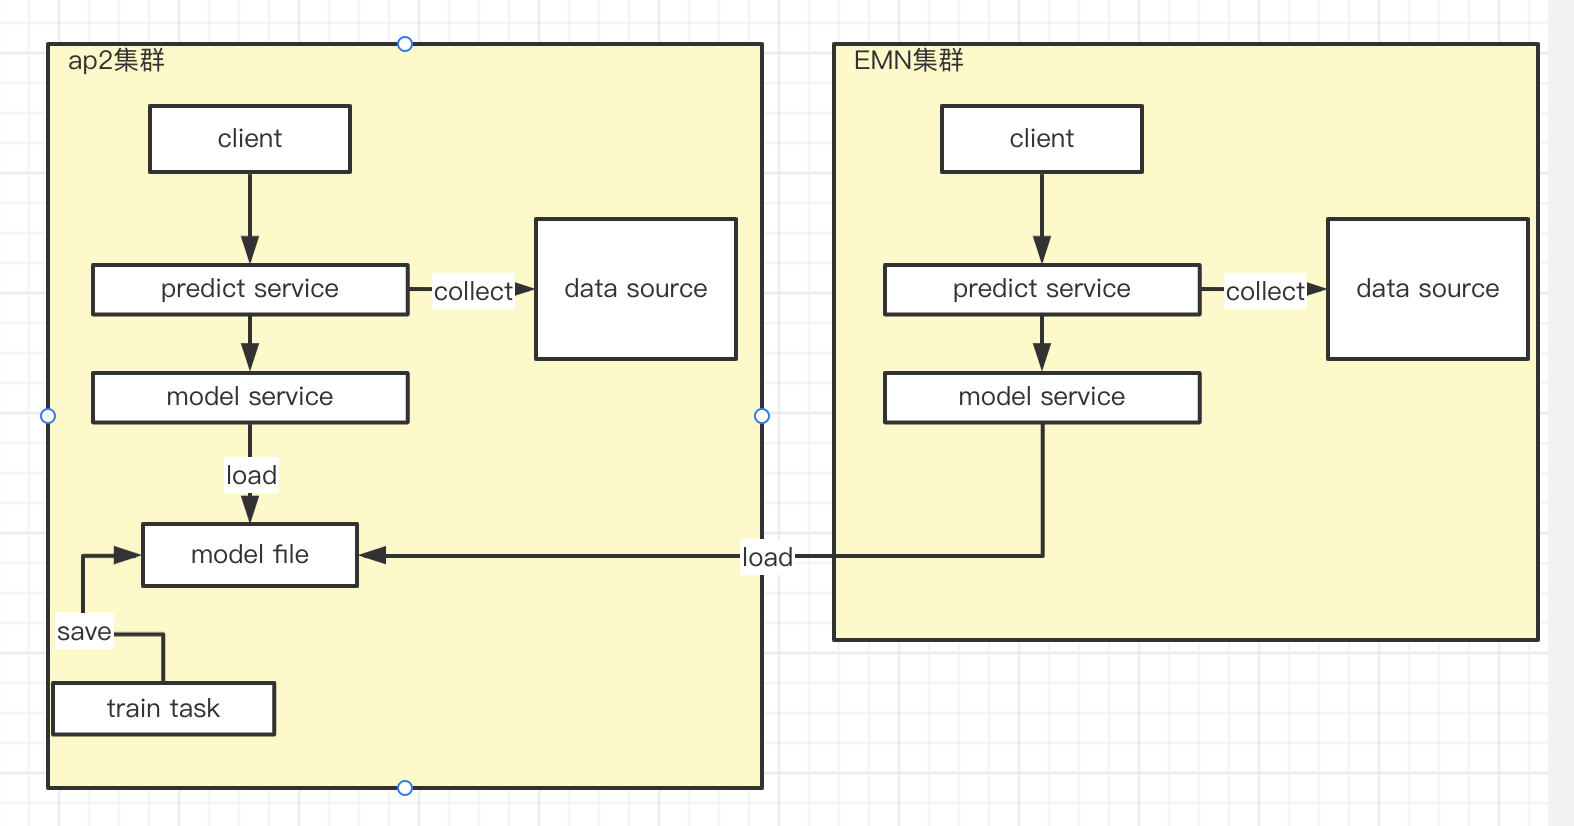 ap2集群
client
predict service
collect
data source
model service
load
model file
save
train task
EMN集群
client
predict service
collect
data source
model service
load